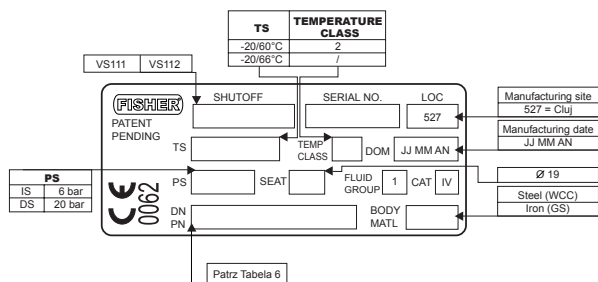 TS TEMPERATURE CLASS
-20/60°C 2
-20/66°C /
VS111 VS112
FISHER
PATENT PENDING
SHUTOFF
SERIAL NO.
LOC
527
TS
TEMP CLASS
DOM JJ MM AN
PS
SEAT
FLUID GROUP 1 CAT IV
CE 0062
DN
PN
BODY MATL
PS
IS 6 bar
DS 20 bar
Manufacturing site
527 = Cluj
Manufacturing date
JJ MM AN
Ø 19
Steel (WCC)
Iron (GS)
Patrz Tabela 6